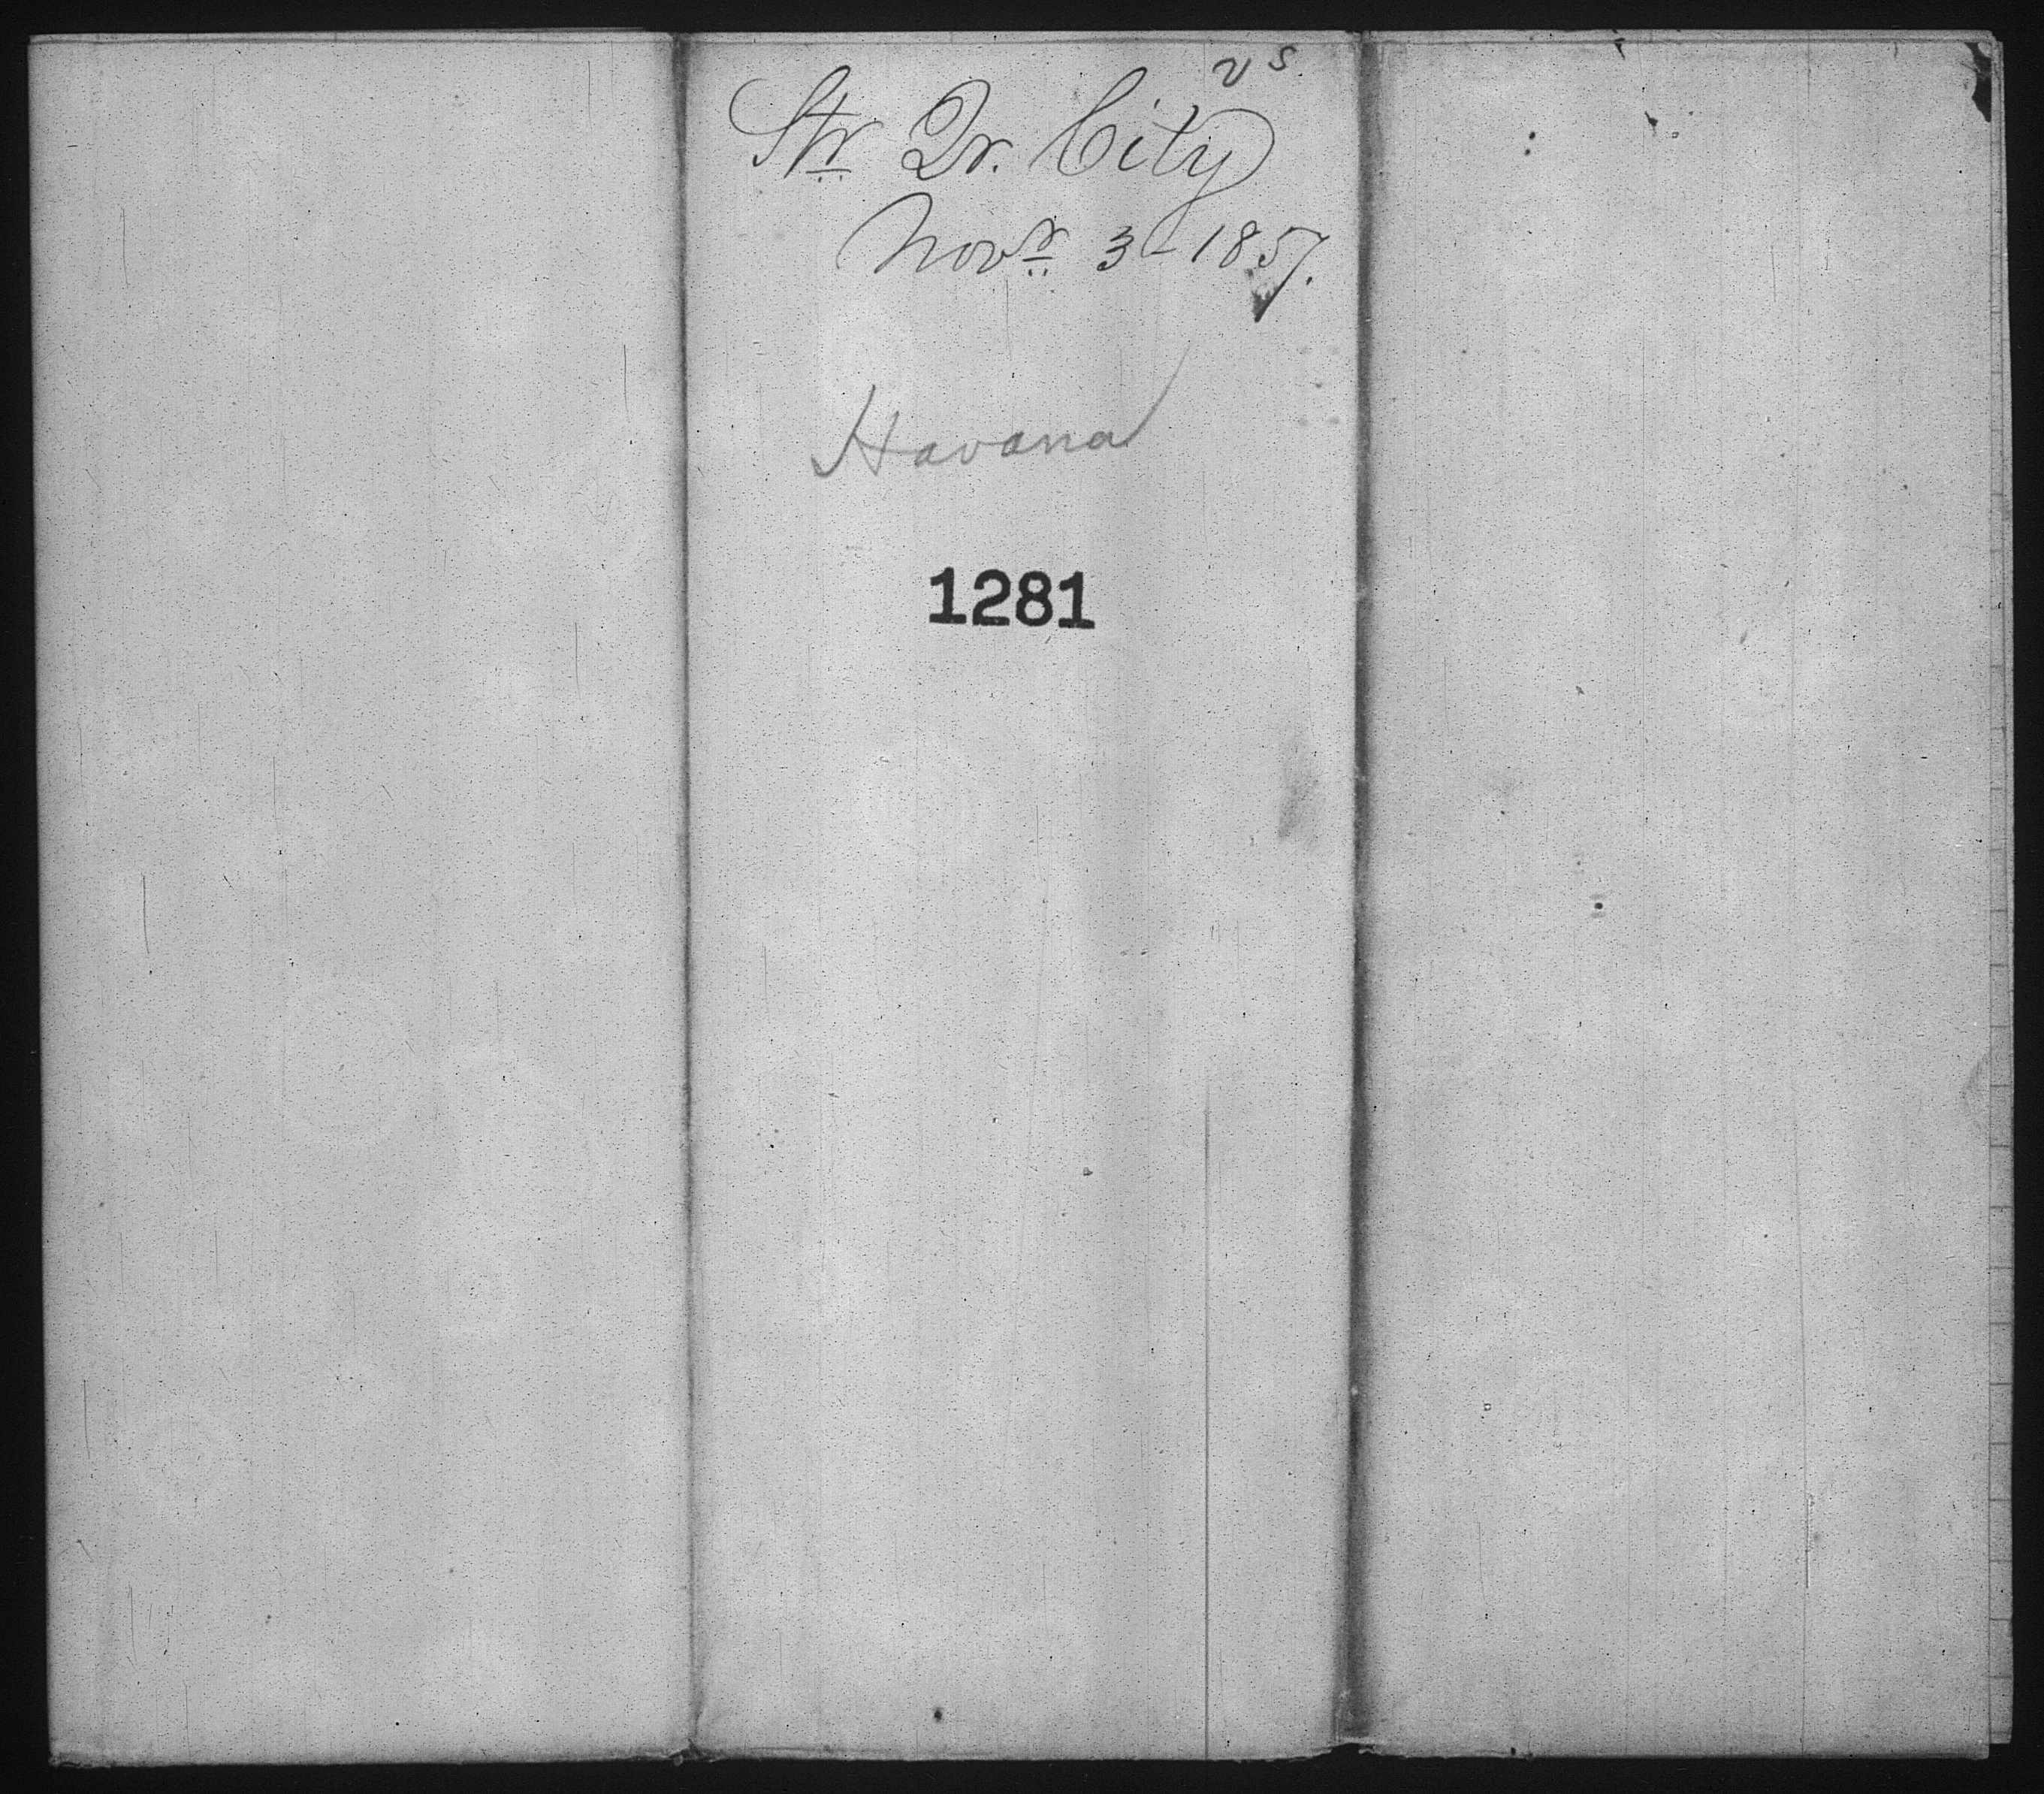 vs
Str Qr. City
Novr 3 - 1857.
Havana
1281